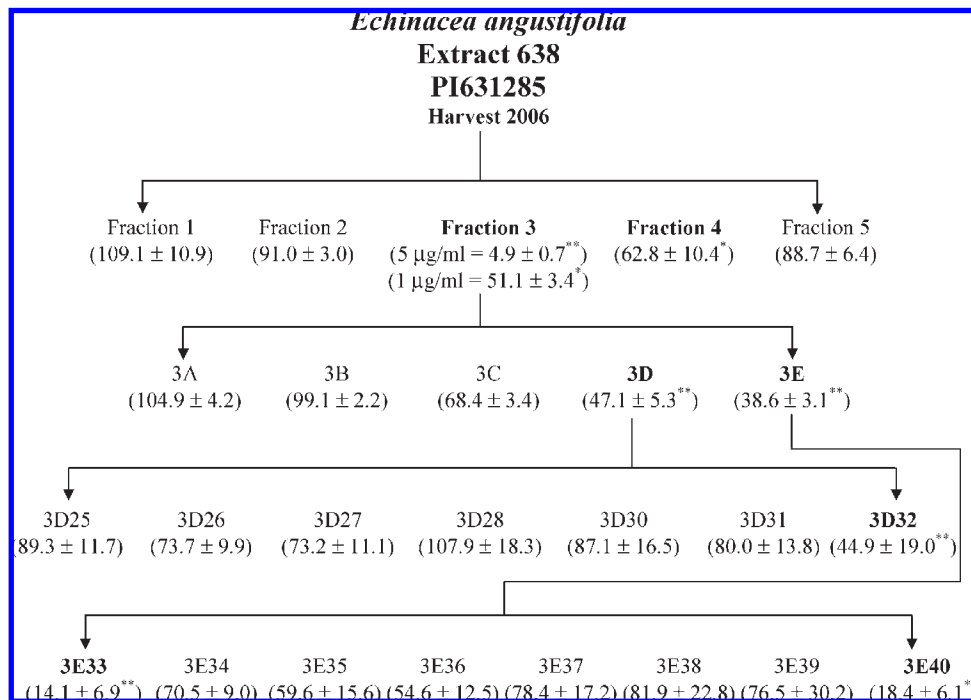 Echinacea angustifolia
Extract 638
PI631285
Harvest 2006
Fraction 1 Fraction 2 Fraction 3 Fraction 4 Fraction 5
(109.1 ± 10.9) (91.0 ± 3.0) (5 µg/ml = 4.9 ± 0.7**) (62.8 ± 10.4*) (88.7 ± 6.4)
(1 µg/ml = 51.1 ± 3.4*)
3A 3B 3C 3D 3E
(104.9 ± 4.2) (99.1 ± 2.2) (68.4 ± 3.4) (47.1 ± 5.3**) (38.6 ± 3.1**)
3D25 3D26 3D27 3D28 3D30 3D31 3D32
(89.3 ± 11.7) (73.7 ± 9.9) (73.2 ± 11.1) (107.9 ± 18.3) (87.1 ± 16.5) (80.0 ± 13.8) (44.9 ± 19.0**)
3E33 3E34 3E35 3E36 3E37 3E38 3E39 3E40
(14.1 ± 6.9**) (70.5 ± 9.0) (59.6 ± 15.6) (54.6 ± 12.5) (78.4 ± 17.2) (81.9 ± 22.8) (76.5 ± 30.2) (18.4 ± 6.1*